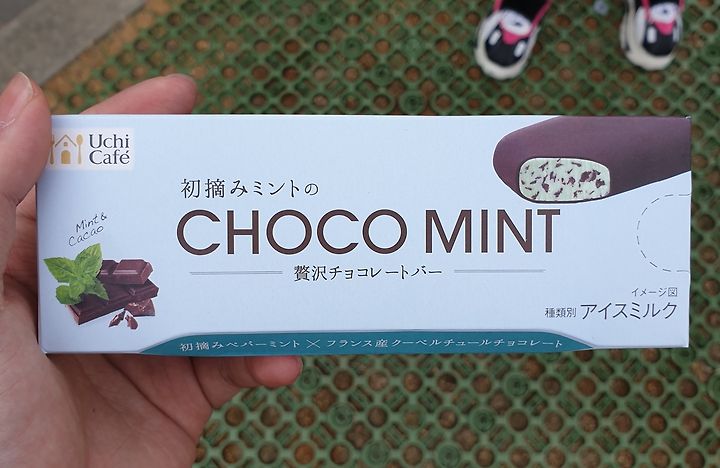 Uchi
Café
初摘みミントの
CHOCO MINT
贅沢チョコレートバー
Mint &
Cacao
イメージ図
種類別 アイスミルク
初摘みペパーミント×フランス産クーベルチュールチョコレート